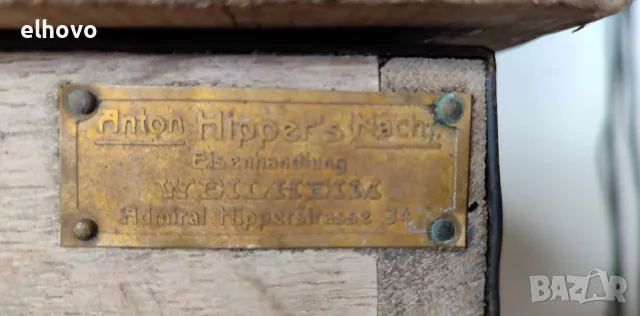 elhovo
Anton Hipper's Nachf.
Eisenhandlung
WEILHEIM
Admiral Hipperstrasse 34
BAZAR